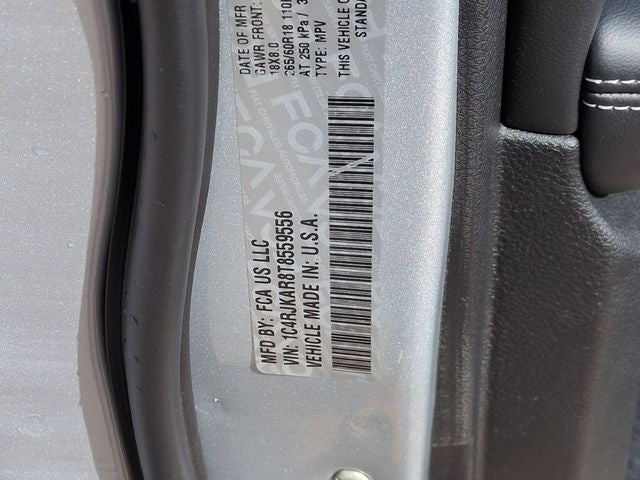 DATE OF MFR
GAWR FRONT:
18X8.0
265/60R18 110
AT 250 kPa / 3
TYPE: MPV
THIS VEHICLE
STANDA
MFD BY: FCA US LLC
VIN: 1C4RJKAR8T8559556
VEHICLE MADE IN: U.S.A.
FCA